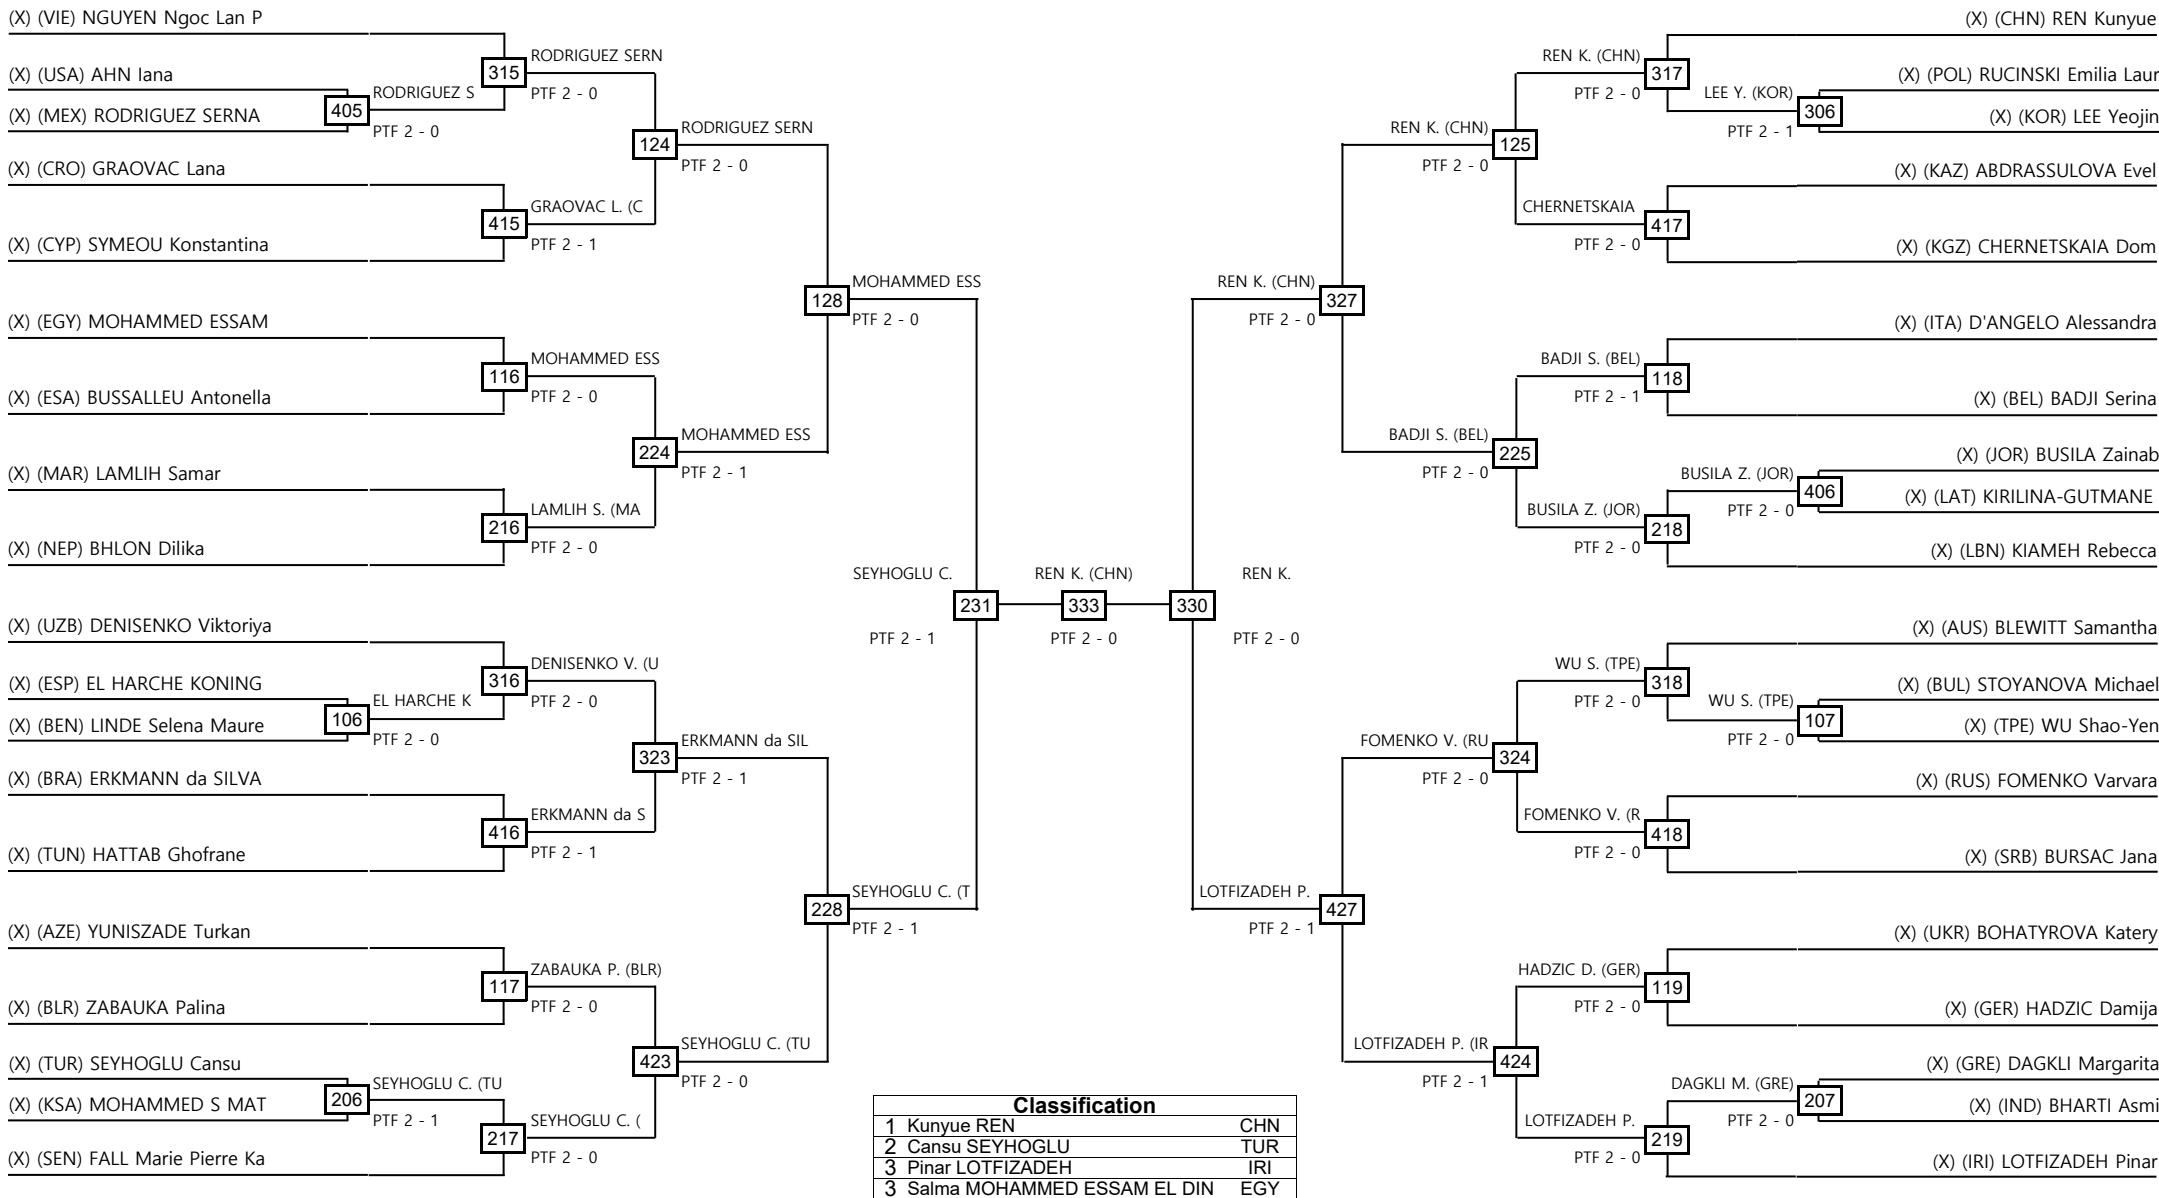 (X) (VIE) NGUYEN Ngoc Lan P
(X) (USA) AHN Iana
(X) (MEX) RODRIGUEZ SERNA
(X) (CRO) GRAOVAC Lana
(X) (CYP) SYMEOU Konstantina
(X) (EGY) MOHAMMED ESSAM
(X) (ESA) BUSSALLEU Antonella
(X) (MAR) LAMLIH Samar
(X) (NEP) BHLON Dilika
(X) (UZB) DENISENKO Viktoriya
(X) (ESP) EL HARCHE KONING
(X) (BEN) LINDE Selena Maure
(X) (BRA) ERKMANN da SILVA
(X) (TUN) HATTAB Ghofrane
(X) (AZE) YUNISZADE Turkan
(X) (BLR) ZABAUKA Palina
(X) (TUR) SEYHOGLU Cansu
(X) (KSA) MOHAMMED S MAT
(X) (SEN) FALL Marie Pierre Ka
405
RODRIGUEZ S
PTF 2 - 0
106
EL HARCHE K
PTF 2 - 0
206
SEYHOGLU C. (TU
PTF 2 - 1
315
RODRIGUEZ SERN
PTF 2 - 0
415
GRAOVAC L. (C
PTF 2 - 1
116
MOHAMMED ESS
PTF 2 - 0
216
LAMLIH S. (MA
PTF 2 - 0
316
DENISENKO V. (U
PTF 2 - 0
416
ERKMANN da S
PTF 2 - 1
117
ZABAUKA P. (BLR)
PTF 2 - 0
217
SEYHOGLU C. (
PTF 2 - 0
124
RODRIGUEZ SERN
PTF 2 - 0
224
MOHAMMED ESS
PTF 2 - 1
323
ERKMANN da SIL
PTF 2 - 1
423
SEYHOGLU C. (TU
PTF 2 - 0
128
MOHAMMED ESS
PTF 2 - 0
228
SEYHOGLU C. (T
PTF 2 - 1
SEYHOGLU C.
231
PTF 2 - 1
REN K. (CHN)
333
PTF 2 - 0
REN K.
330
PTF 2 - 0
REN K. (CHN)
327
PTF 2 - 0
LOTFIZADEH P.
427
PTF 2 - 1
REN K. (CHN)
125
PTF 2 - 0
BADJI S. (BEL)
225
PTF 2 - 0
FOMENKO V. (RU
324
PTF 2 - 0
LOTFIZADEH P. (IR
424
PTF 2 - 1
REN K. (CHN)
317
PTF 2 - 0
CHERNETSKAIA
417
PTF 2 - 0
BADJI S. (BEL)
118
PTF 2 - 1
BUSILA Z. (JOR)
218
PTF 2 - 0
WU S. (TPE)
318
PTF 2 - 0
FOMENKO V. (R
418
PTF 2 - 0
HADZIC D. (GER)
119
PTF 2 - 0
LOTFIZADEH P.
219
PTF 2 - 0
LEE Y. (KOR)
306
PTF 2 - 1
BUSILA Z. (JOR)
406
PTF 2 - 0
WU S. (TPE)
107
PTF 2 - 0
DAGKLI M. (GRE)
207
PTF 2 - 0
(X) (CHN) REN Kunyue
(X) (POL) RUCINSKI Emilia Laur
(X) (KOR) LEE Yeojin
(X) (KAZ) ABDRASSULOVA Evel
(X) (KGZ) CHERNETSKAIA Dom
(X) (ITA) D'ANGELO Alessandra
(X) (BEL) BADJI Serina
(X) (JOR) BUSILA Zainab
(X) (LAT) KIRILINA-GUTMANE
(X) (LBN) KIAMEH Rebecca
(X) (AUS) BLEWITT Samantha
(X) (BUL) STOYANOVA Michael
(X) (TPE) WU Shao-Yen
(X) (RUS) FOMENKO Varvara
(X) (SRB) BURSAC Jana
(X) (UKR) BOHATYROVA Katery
(X) (GER) HADZIC Damija
(X) (GRE) DAGKLI Margarita
(X) (IND) BHARTI Asmi
(X) (IRI) LOTFIZADEH Pinar
Classification
1 Kunyue REN CHN
2 Cansu SEYHOGLU TUR
3 Pinar LOTFIZADEH IRI
3 Salma MOHAMMED ESSAM EL DIN EGY